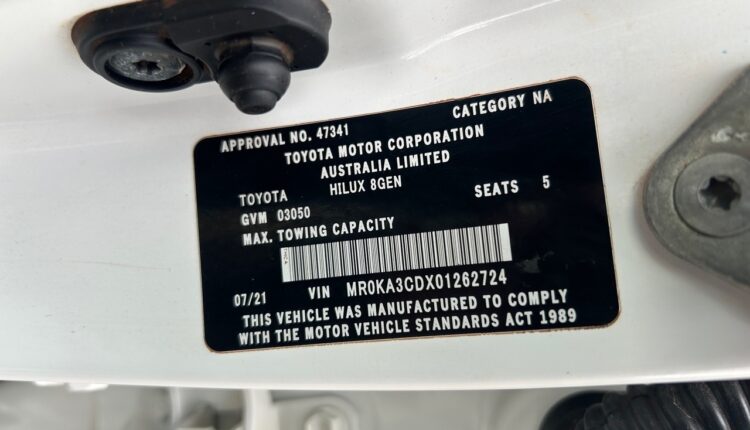 APPROVAL NO. 47341 CATEGORY NA
TOYOTA MOTOR CORPORATION
AUSTRALIA LIMITED
TOYOTA HILUX 8GEN SEATS 5
GVM 03050
MAX. TOWING CAPACITY
07/21 VIN MR0KA3CDX01262724
THIS VEHICLE WAS MANUFACTURED TO COMPLY
WITH THE MOTOR VEHICLE STANDARDS ACT 1989